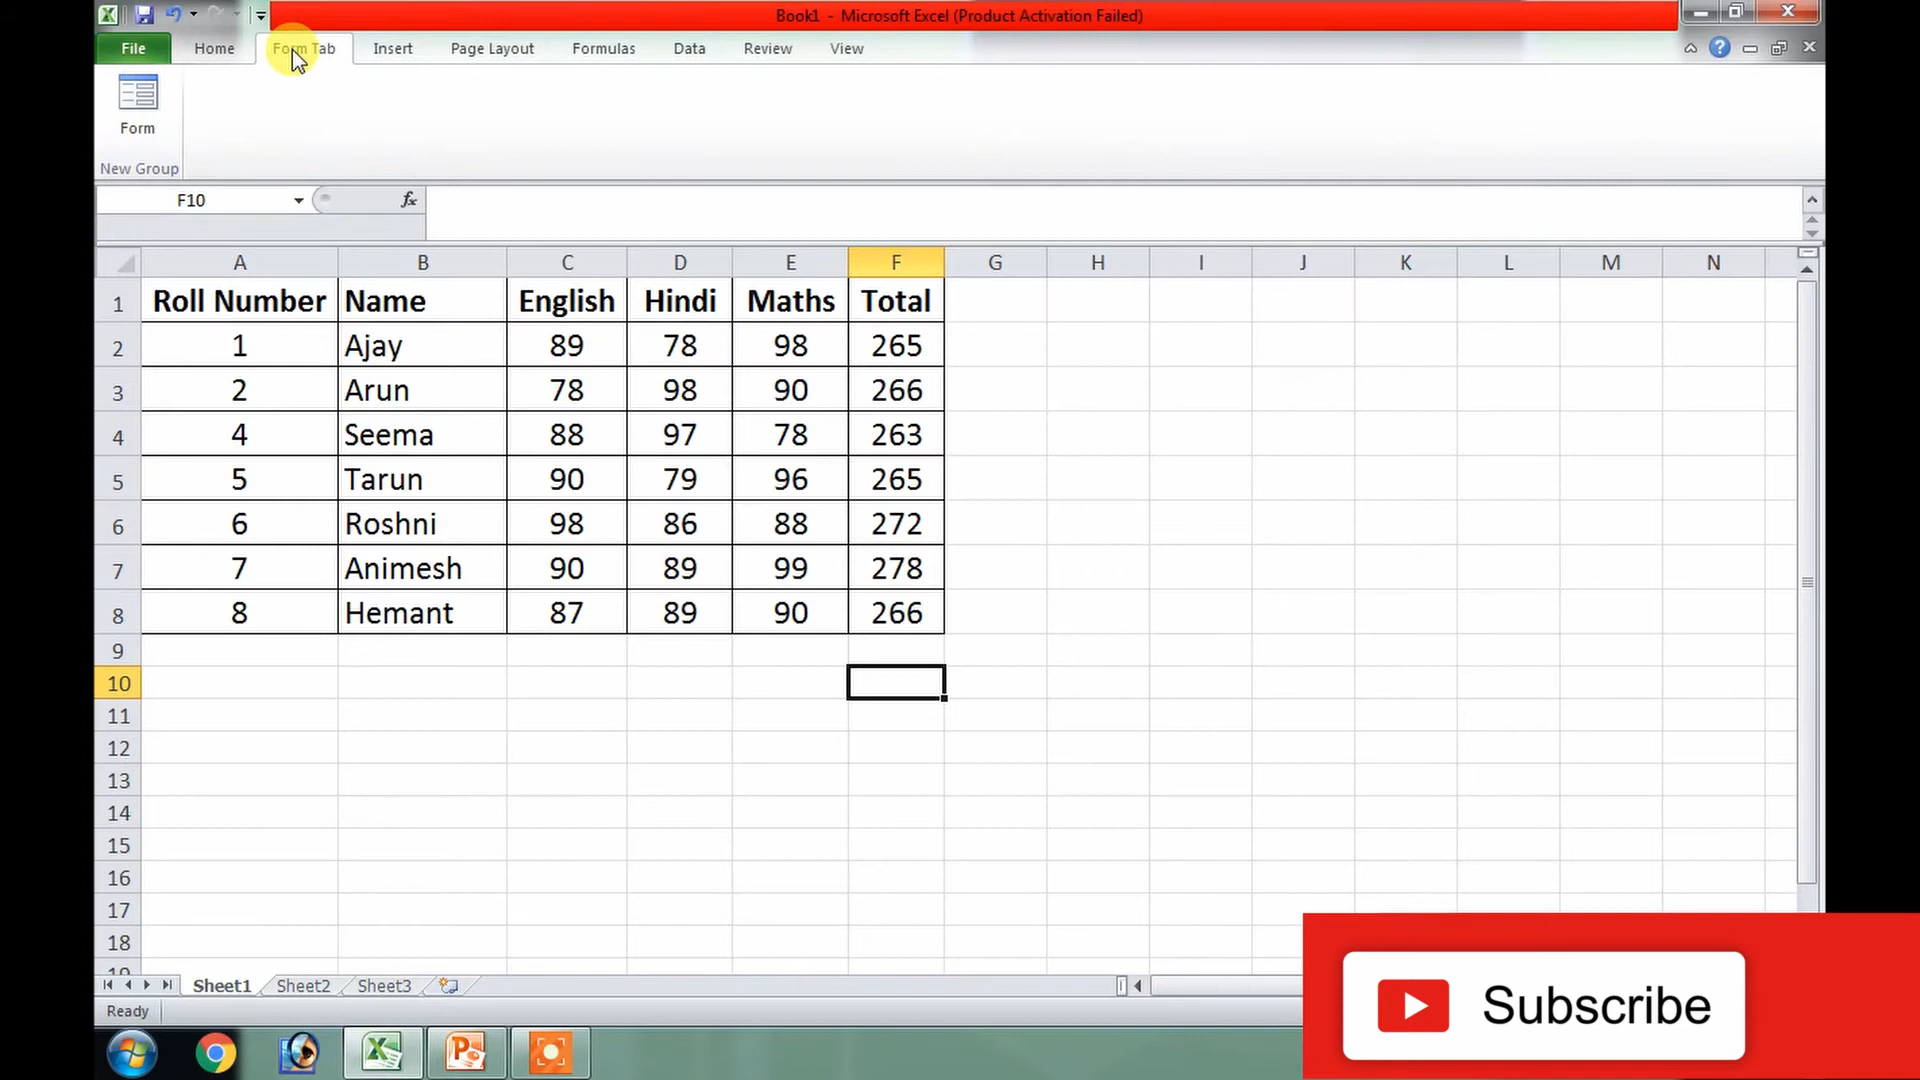 Book1 - Microsoft Excel (Product Activation Failed)
File Home Form Tab Insert Page Layout Formulas Data Review View
Form
New Group
F10 fx
A B C D E F G H I J K L M N
1 Roll Number Name English Hindi Maths Total
2 1 Ajay 89 78 98 265
3 2 Arun 78 98 90 266
4 4 Seema 88 97 78 263
5 5 Tarun 90 79 96 265
6 6 Roshni 98 86 88 272
7 7 Animesh 90 89 99 278
8 8 Hemant 87 89 90 266
9
10
11
12
13
14
15
16
17
18
19
Sheet1 Sheet2 Sheet3
Ready
Subscribe